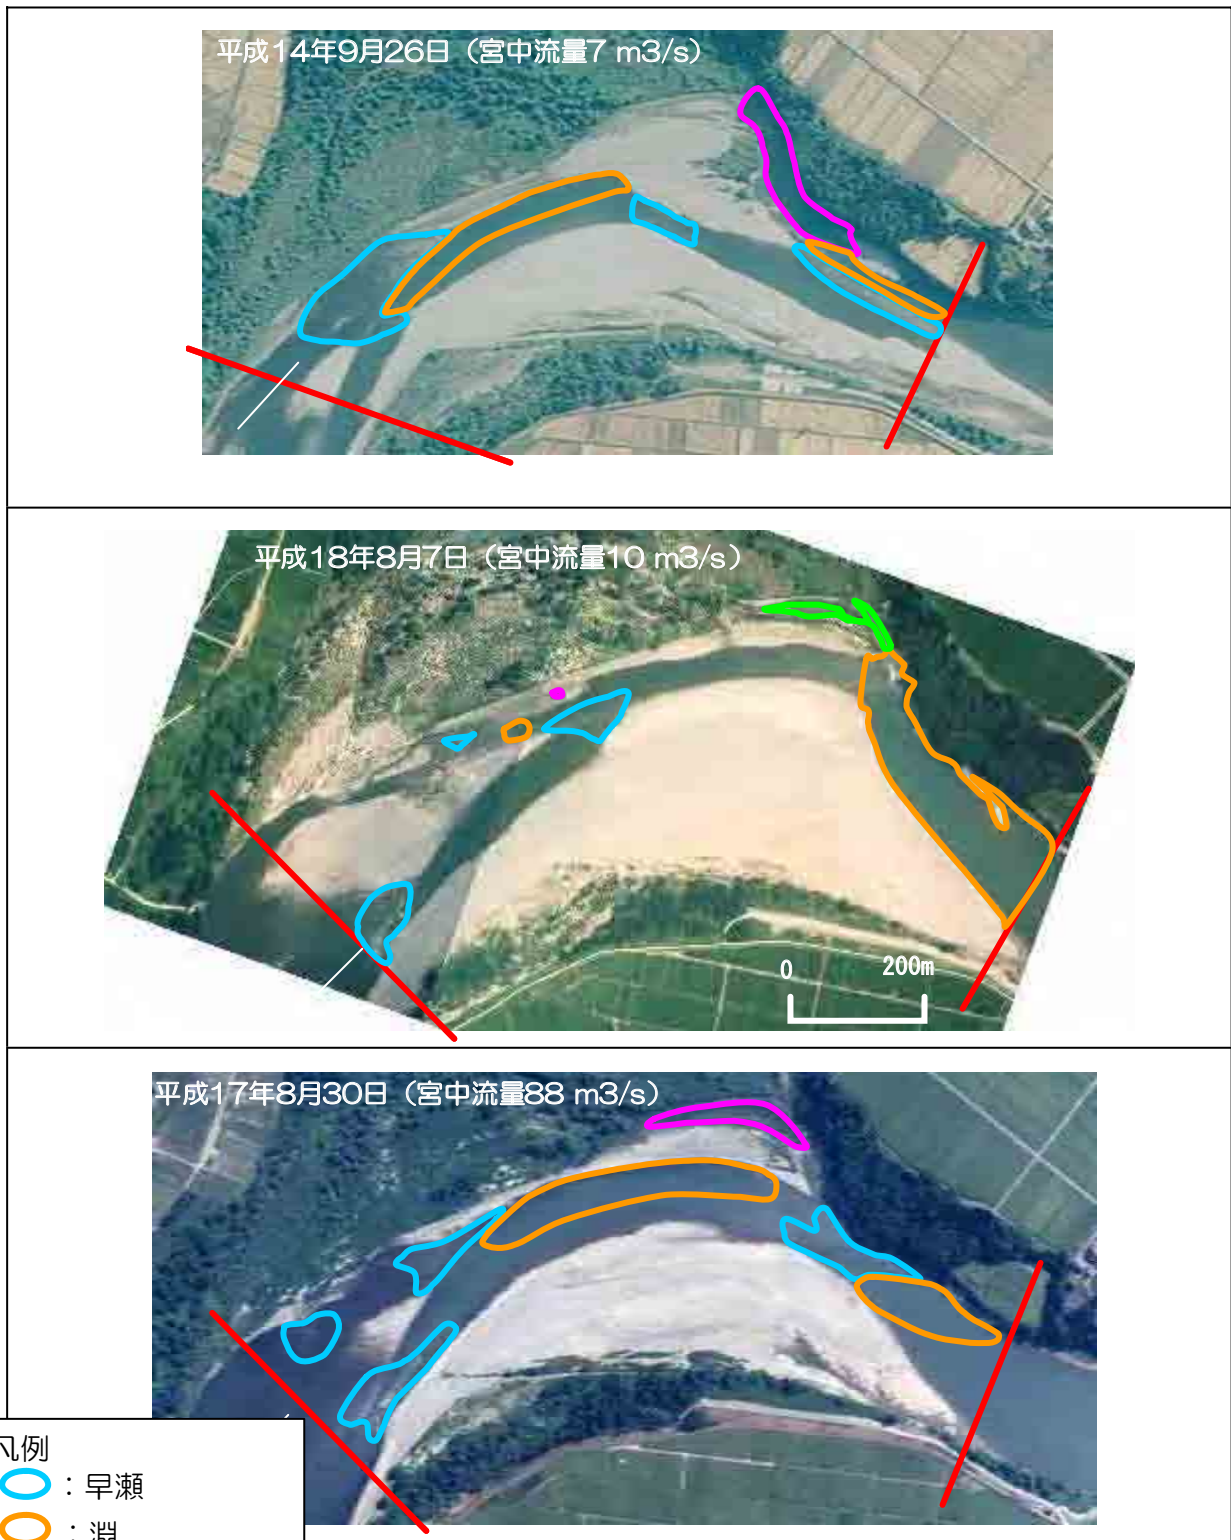 平成14年9月26日（宮中流量7 m3/s）
平成18年8月7日（宮中流量10 m3/s）
0 200m
平成17年8月30日（宮中流量88 m3/s）
凡例
：早瀬
：淵